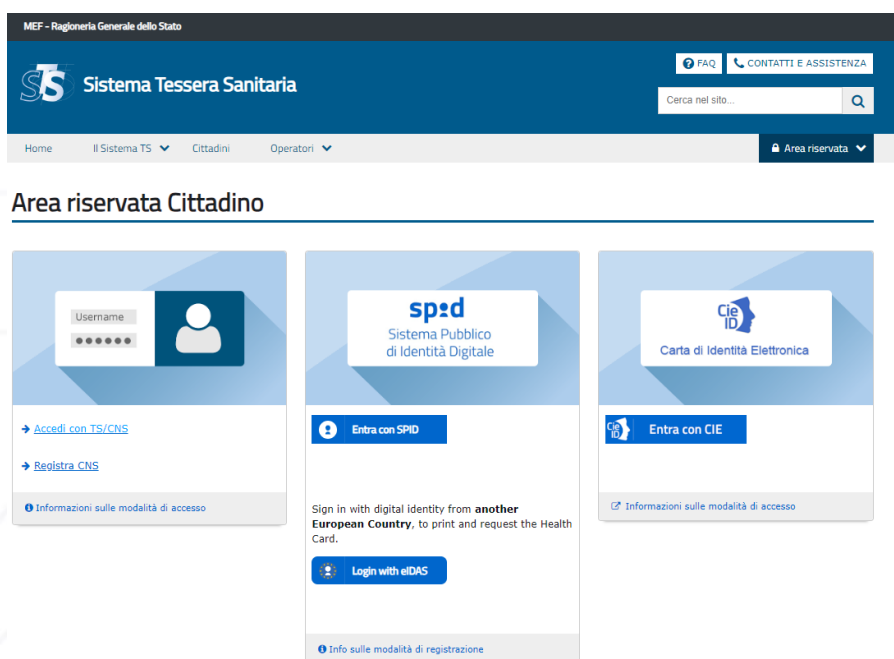 MEF - Ragioneria Generale dello Stato
STS Sistema Tessera Sanitaria
FAQ
CONTATTI E ASSISTENZA
Cerca nel sito...
Home
Il Sistema TS
Cittadini
Operatori
Area riservata
Area riservata Cittadino
Username
Accedi con TS/CNS
Registra CNS
Informazioni sulle modalità di accesso
spid
Sistema Pubblico
di Identità Digitale
Entra con SPID
Sign in with digital identity from another
European Country, to print and request the Health
Card.
Login with eIDAS
Info sulle modalità di registrazione
Cie
ID
Carta di Identità Elettronica
Cie
ID
Entra con CIE
Informazioni sulle modalità di accesso